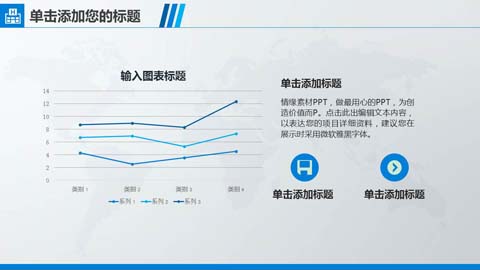 单击添加您的标题
输入图表标题
14
12
10
8
6
4
2
0
类别 1
类别 2
类别 3
类别 4
系列 1
系列 2
系列 3
单击添加标题
情缘素材PPT，做最用心的PPT，为创
造价值而P。点击此出编辑文本内容，
以表达您的项目详细资料，建议您在
展示时采用微软雅黑字体。
单击添加标题
单击添加标题